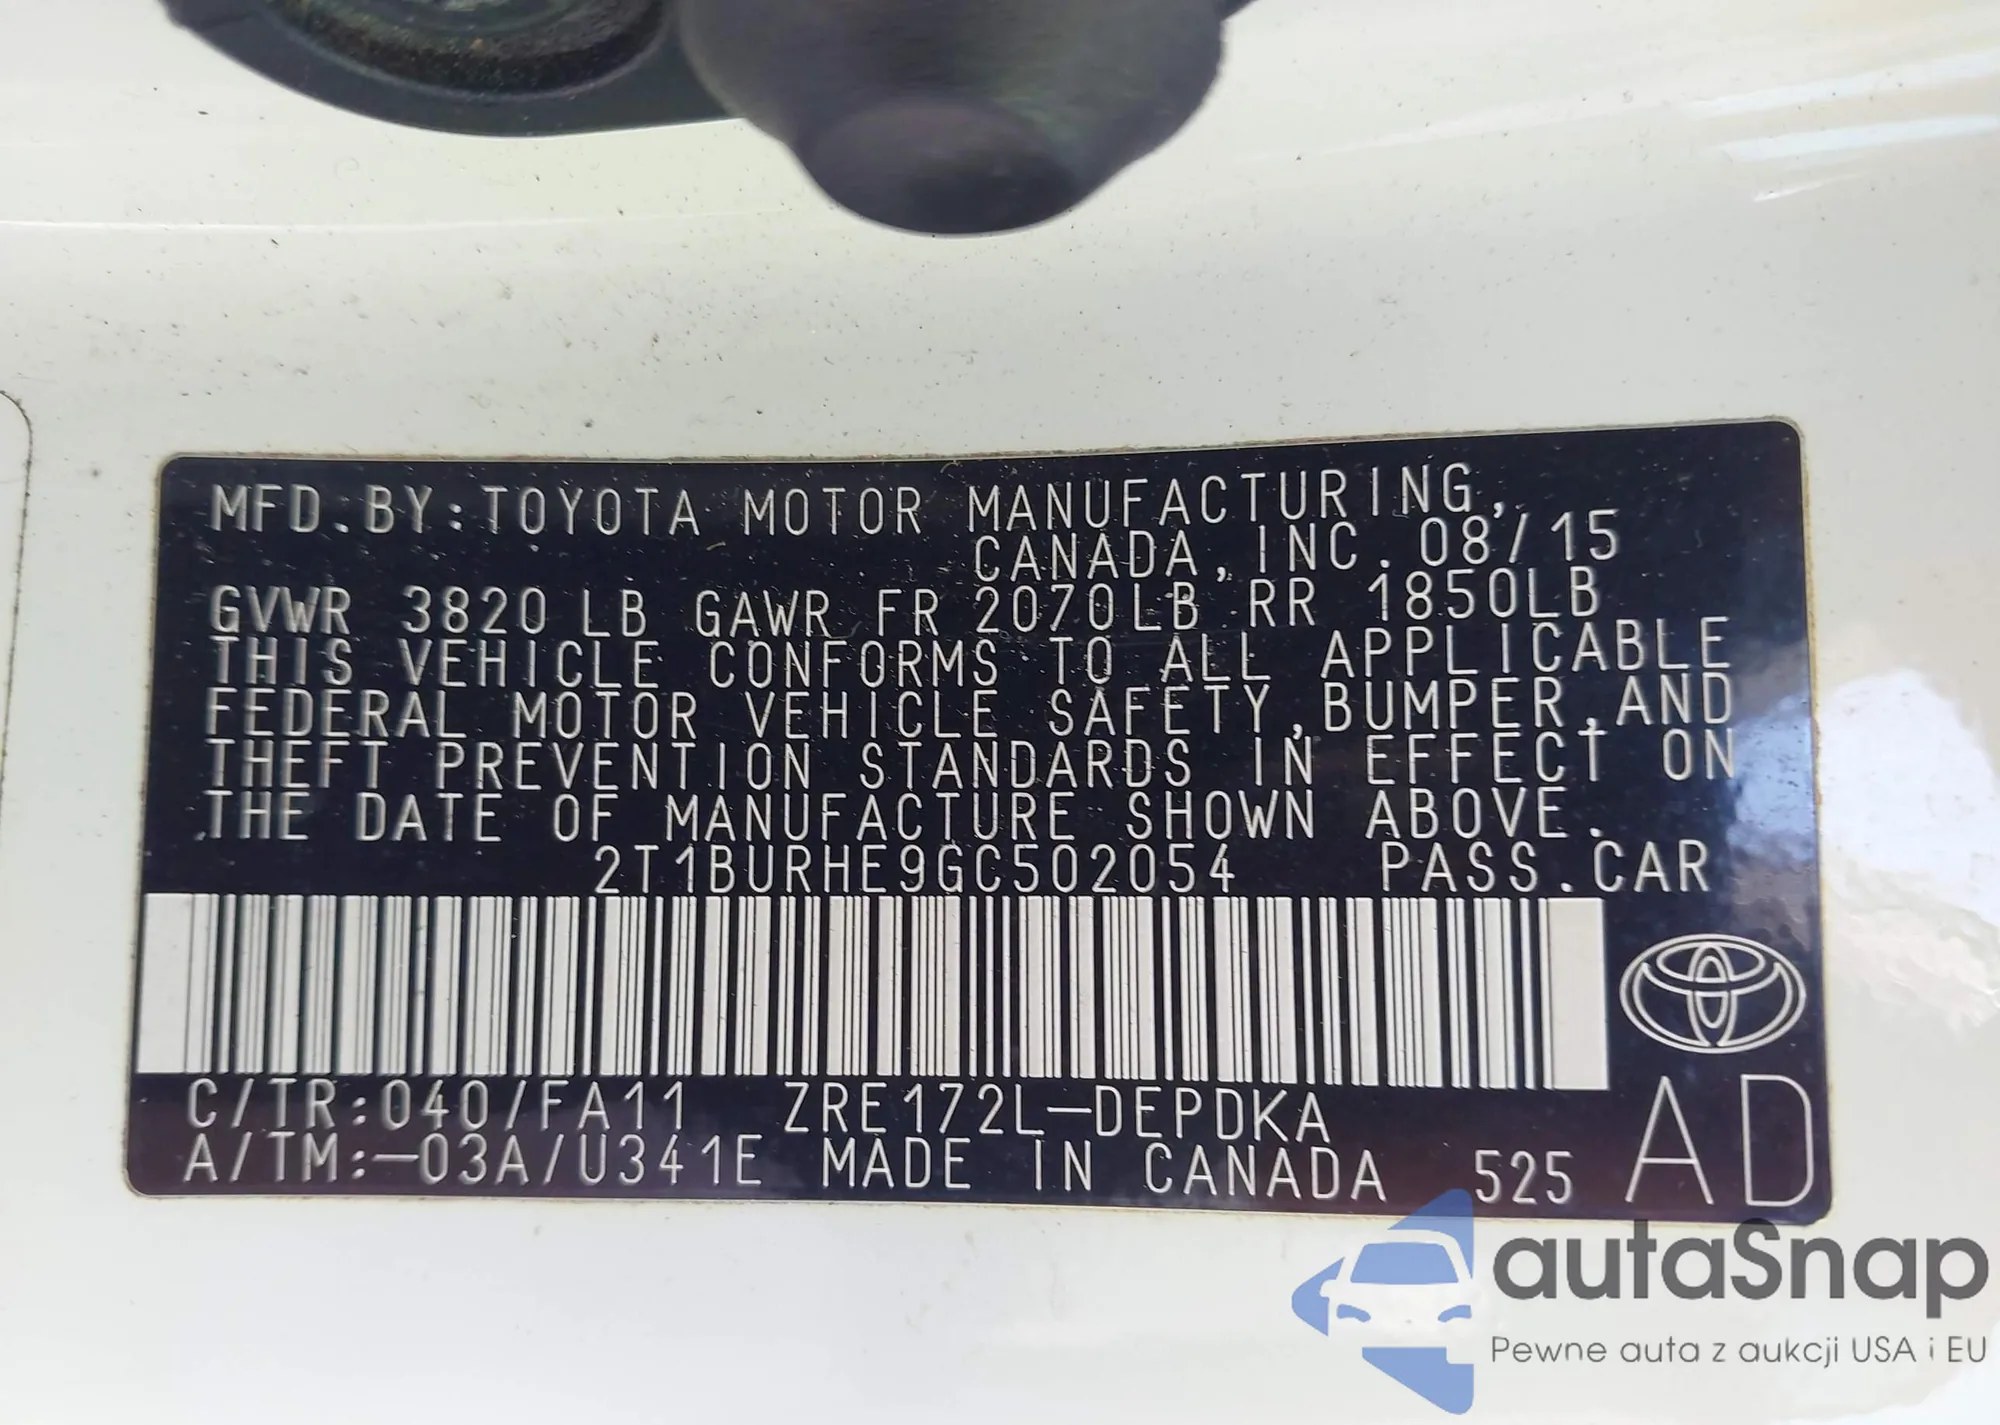 MFD.BY:TOYOTA MOTOR MANUFACTURING,
CANADA,INC.08/15
GVWR 3820 LB GAWR FR 2070LB RR 1850LB
THIS VEHICLE CONFORMS TO ALL APPLICABLE
FEDERAL MOTOR VEHICLE SAFETY,BUMPER,AND
THEFT PREVENTION STANDARDS IN EFFECT ON
THE DATE OF MANUFACTURE SHOWN ABOVE.
2T1BURHE9GC502054 PASS.CAR
C/TR:040/FA11 ZRE172L-DEPDKA
A/TM:-03A/U341E MADE IN CANADA 525 AD
autaSnap
Pewne auta z aukcji USA i EU